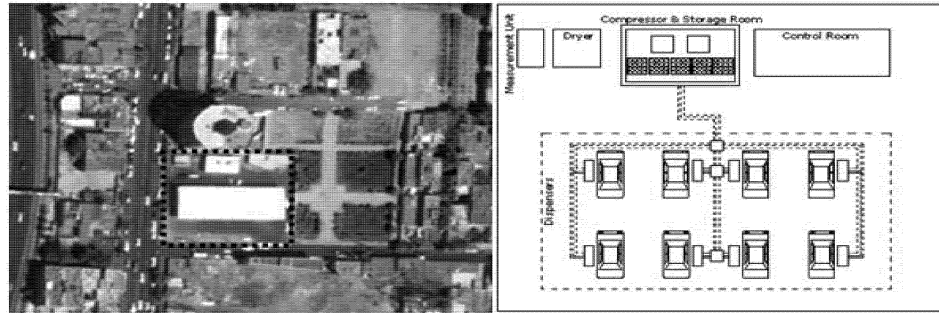 Compressor & Storage Room
Measurement Unit
Dryer
Control Room
Dispensers